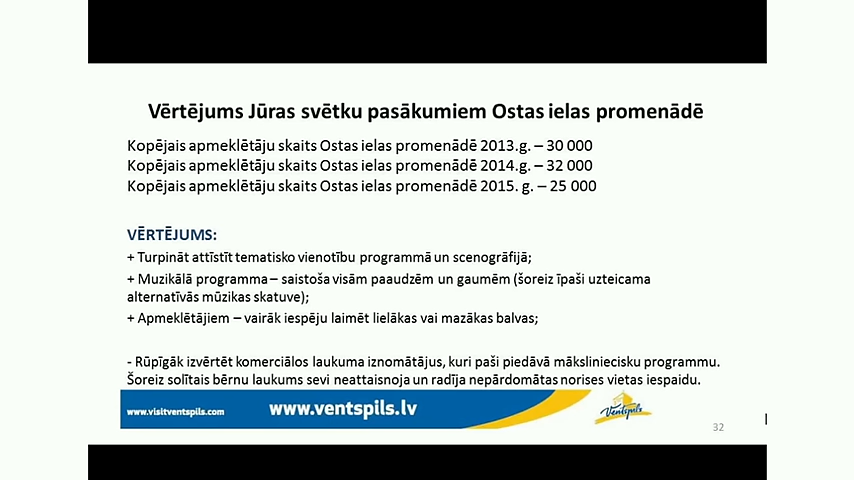 Vērtējums Jūras svētku pasākumiem Ostas ielas promenādē
Kopējais apmeklētāju skaits Ostas ielas promenādē 2013.g. – 30 000
Kopējais apmeklētāju skaits Ostas ielas promenādē 2014.g. – 32 000
Kopējais apmeklētāju skaits Ostas ielas promenādē 2015. g. – 25 000
VĒRTĒJUMS:
+ Turpināt attīstīt tematisko vienotību programmā un scenogrāfijā;
+ Muzikālā programma – saistoša visām paaudzēm un gaumēm (šoreiz īpaši uzteicama
alternatīvās mūzikas skatuve);
+ Apmeklētājiem – vairāk iespēju laimēt lielākas vai mazākas balvas;
- Rūpīgāk izvērtēt komerciālos laukuma iznomātājus, kuri paši piedāvā māksliniecisku programmu.
Šoreiz solītais bērnu laukums sevi neattaisnoja un radīja nepārdomātas norises vietas iespaidu.
www.visitventspils.com
www.ventspils.lv
Ventspils
32